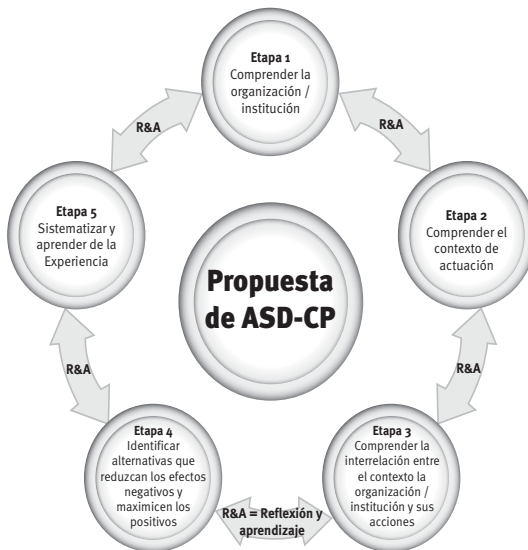 Etapa 1
Comprender la
organización /
institución
R&A
R&A
Etapa 5
Sistematizar y
aprender de la
Experiencia
Etapa 2
Comprender el
contexto de
actuación
Propuesta
de ASD-CP
R&A
R&A
Etapa 4
Identificar
alternativas que
reduzcan los efectos
negativos y
maximicen los
positivos
Etapa 3
Comprender la
interrelación entre
el contexto la
organización /
institución y sus
acciones
R&A = Reflexión y
aprendizaje